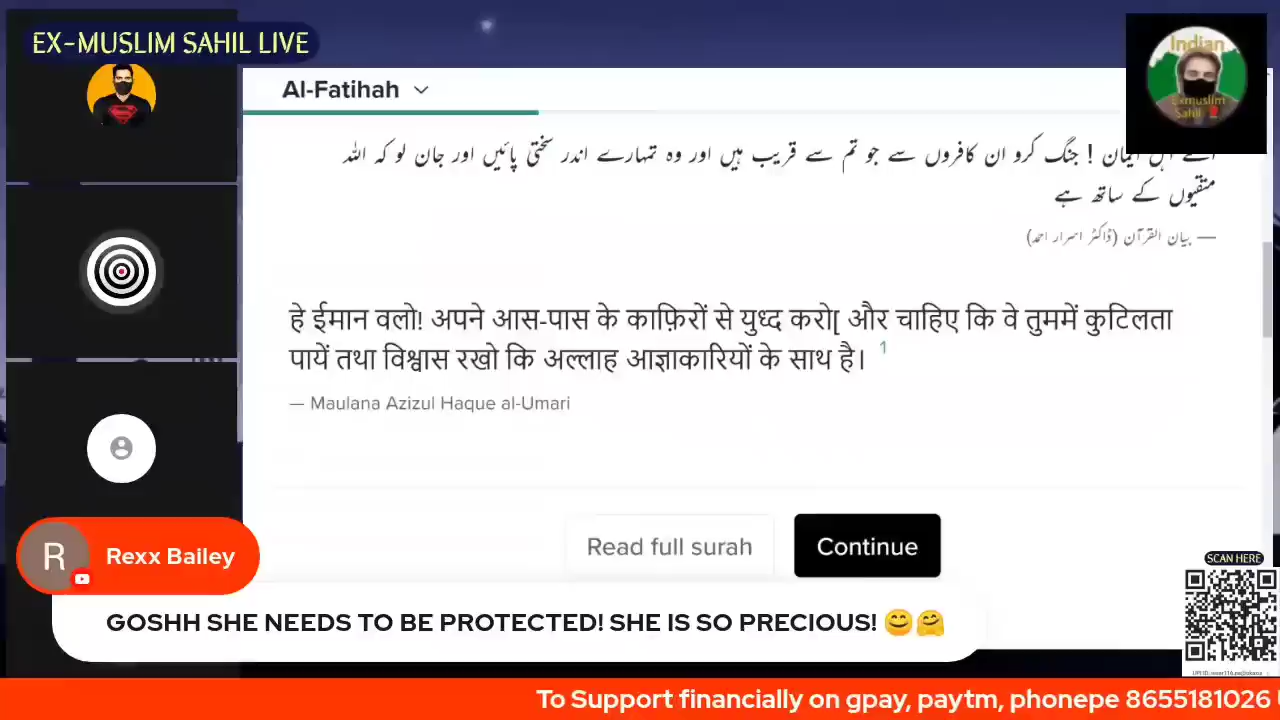 EX-MUSLIM SAHIL LIVE
Indian
Exmuslim
Sahil
Al-Fatihah
ایمان ! جنگ کرو ان کافروں سے جو تم سے قریب ہیں اور وہ تمہارے اندر سختی پائیں اور جان لو کہ اللہ
متقیوں کے ساتھ ہے
— بیان القرآن (ڈاکٹر اسرار احمد)
हे ईमान वलो! अपने आस-पास के काफ़िरों से युध्द करो[ और चाहिए कि वे तुममें कुटिलता
पायें तथा विश्वास रखो कि अल्लाह आज्ञाकारियों के साथ है। 1
— Maulana Azizul Haque al-Umari
Read full surah
Continue
R
Rexx Bailey
GOSHH SHE NEEDS TO BE PROTECTED! SHE IS SO PRECIOUS! 😊🤗
SCAN HERE
To Support financially on gpay, paytm, phonepe 8655181026